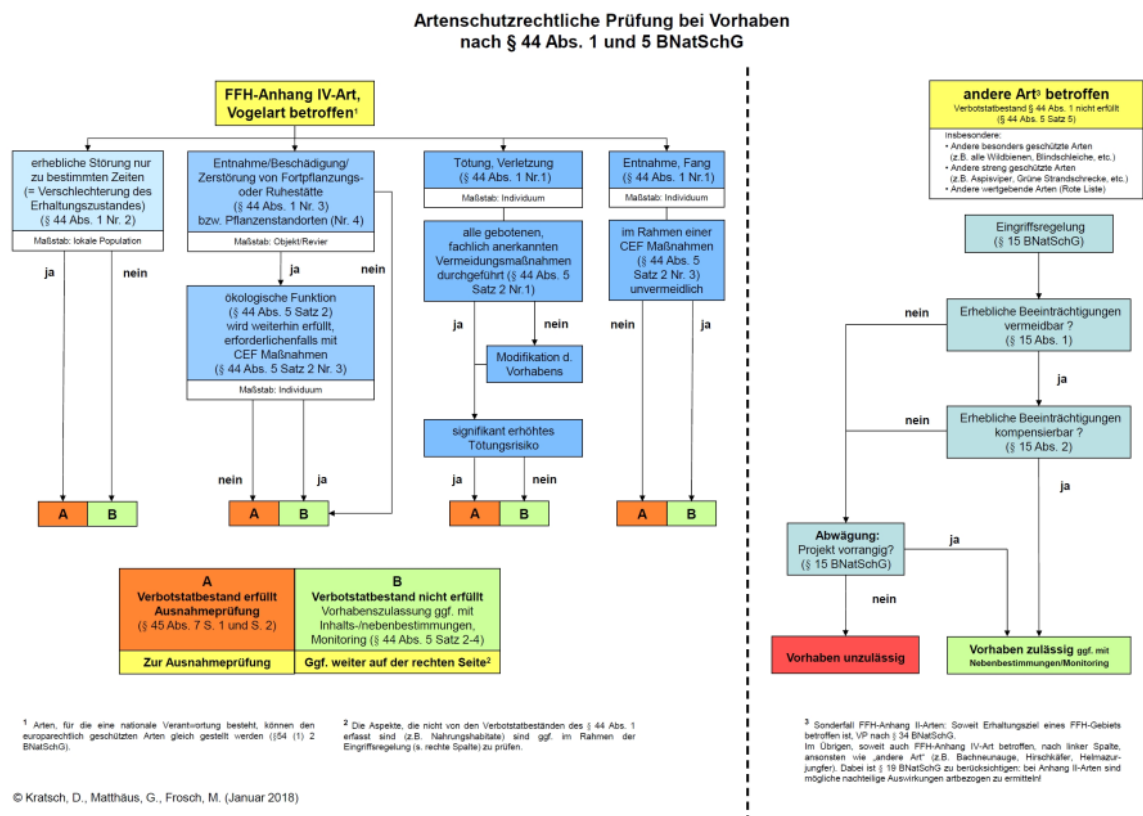 Artenschutzrechtliche Prüfung bei Vorhaben
nach § 44 Abs. 1 und 5 BNatSchG
FFH-Anhang IV-Art,
Vogelart betroffen¹
erhebliche Störung nur
zu bestimmten Zeiten
(= Verschlechterung des
Erhaltungszustandes)
(§ 44 Abs. 1 Nr. 2)
Maßstab: lokale Population
ja
nein
Entnahme/Beschädigung/
Zerstörung von Fortpflanzungs-
oder Ruhestätte
(§ 44 Abs. 1 Nr. 3)
bzw. Pflanzenstandorten (Nr. 4)
Maßstab: Objekt/Revier
ja
nein
ökologische Funktion
(§ 44 Abs. 5 Satz 2)
wird weiterhin erfüllt,
erforderlichenfalls mit
CEF Maßnahmen
(§ 44 Abs. 5 Satz 2 Nr. 3)
Maßstab: Individuum
nein
ja
Tötung, Verletzung
(§ 44 Abs. 1 Nr.1)
Maßstab: Individuum
alle gebotenen,
fachlich anerkannten
Vermeidungsmaßnahmen
durchgeführt (§ 44 Abs. 5
Satz 2 Nr.1)
ja
nein
Modifikation d.
Vorhabens
signifikant erhöhtes
Tötungsrisiko
ja
nein
Entnahme, Fang
(§ 44 Abs. 1 Nr.1)
Maßstab: Individuum
im Rahmen einer
CEF Maßnahmen
(§ 44 Abs. 5
Satz 2 Nr. 3)
unvermeidlich
nein
ja
A B
A B
A B
A B
A
Verbotstatbestand erfüllt
Ausnahmeprüfung
(§ 45 Abs. 7 S. 1 und S. 2)
Zur Ausnahmeprüfung
B
Verbotstatbestand nicht erfüllt
Vorhabenszulassung ggf. mit
Inhalts-/nebenbestimmungen,
Monitoring (§ 44 Abs. 5 Satz 2-4)
Ggf. weiter auf der rechten Seite²
¹ Arten, für die eine nationale Verantwortung besteht, können den
europarechtlich geschützten Arten gleich gestellt werden (§54 (1) 2
BNatSchG).
² Die Aspekte, die nicht von den Verbotstatbeständen des § 44 Abs. 1
erfasst sind (z.B. Nahrungshabitate) sind ggf. im Rahmen der
Eingriffsregelung (s. rechte Spalte) zu prüfen.
© Kratsch, D., Matthäus, G., Frosch, M. (Januar 2018)
andere Art³ betroffen
Verbotstatbestand § 44 Abs. 1 nicht erfüllt
(§ 44 Abs. 5 Satz 5)
Insbesondere:
• Andere besonders geschützte Arten
(z.B. alle Wildbienen, Blindschleiche, etc.)
• Andere streng geschützte Arten
(z.B. Aspisviper, Grüne Strandschrecke, etc.)
• Andere wertgebende Arten (Rote Liste)
Eingriffsregelung
(§ 15 BNatSchG)
nein
Erhebliche Beeinträchtigungen
vermeidbar ?
(§ 15 Abs. 1)
ja
nein
Erhebliche Beeinträchtigungen
kompensierbar ?
(§ 15 Abs. 2)
ja
Abwägung:
Projekt vorrangig?
(§ 15 BNatSchG)
ja
nein
Vorhaben unzulässig
Vorhaben zulässig ggf. mit
Nebenbestimmungen/Monitoring
³ Sonderfall FFH-Anhang II-Arten: Soweit Erhaltungsziel eines FFH-Gebiets
betroffen ist, VP nach § 34 BNatSchG.
Im Übrigen, soweit auch FFH-Anhang IV-Art betroffen, nach linker Spalte,
ansonsten wie „andere Art" (z.B. Bachneunauge, Hirschkäfer, Helmazur-
jungfer). Dabei ist § 19 BNatSchG zu berücksichtigen: bei Anhang II-Arten sind
mögliche nachteilige Auswirkungen artbezogen zu ermitteln!